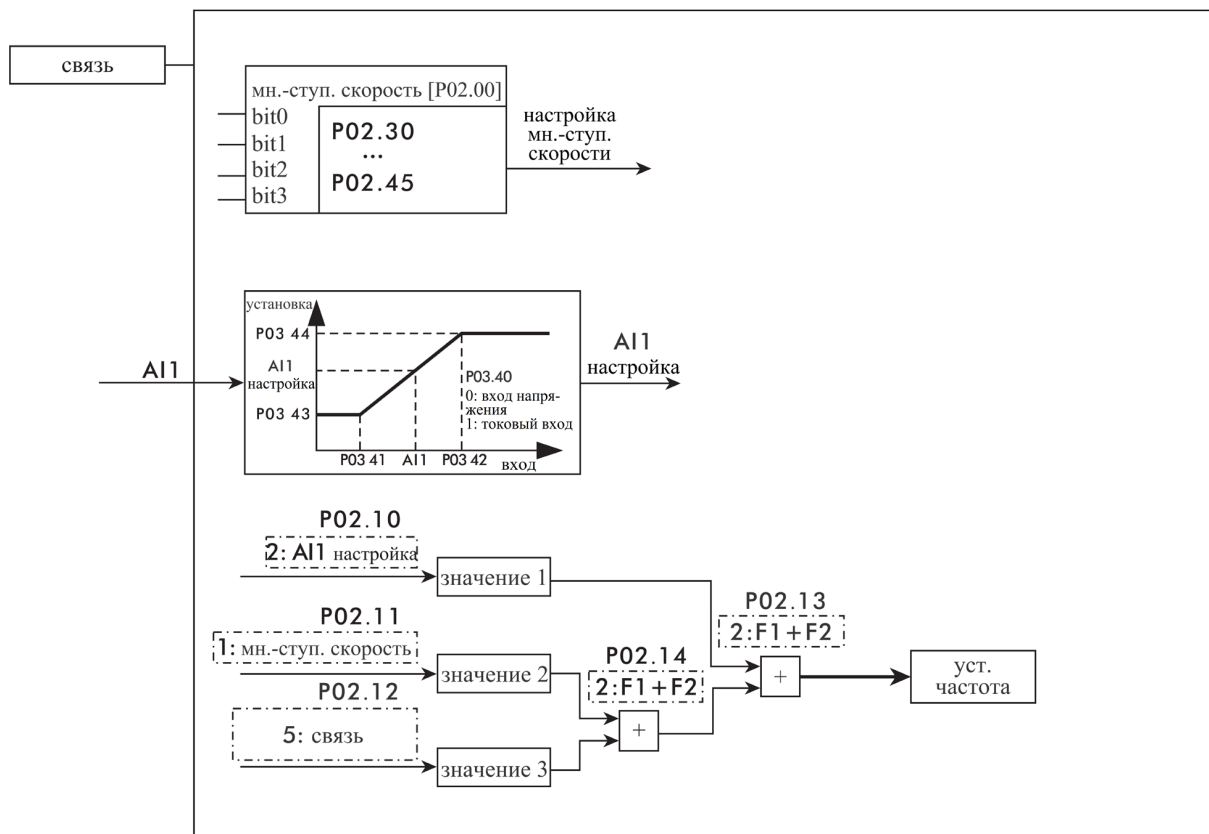 связь
мн.-ступ. скорость [P02.00]
bit0
bit1
bit2
bit3
P02.30
...
P02.45
настройка
мн.-ступ.
скорости
установка
P03 44
AI1
настройка
P03 43
P03.40
0: вход напря-
жения
1: токовый вход
P03 41
AI1
P03 42
вход
AI1
AI1
настройка
P02.10
2: AI1 настройка
значение 1
P02.11
1: мн.-ступ. скорость
значение 2
P02.12
5: связь
значение 3
P02.14
2:F1+F2
+
P02.13
2:F1+F2
+
уст.
частота